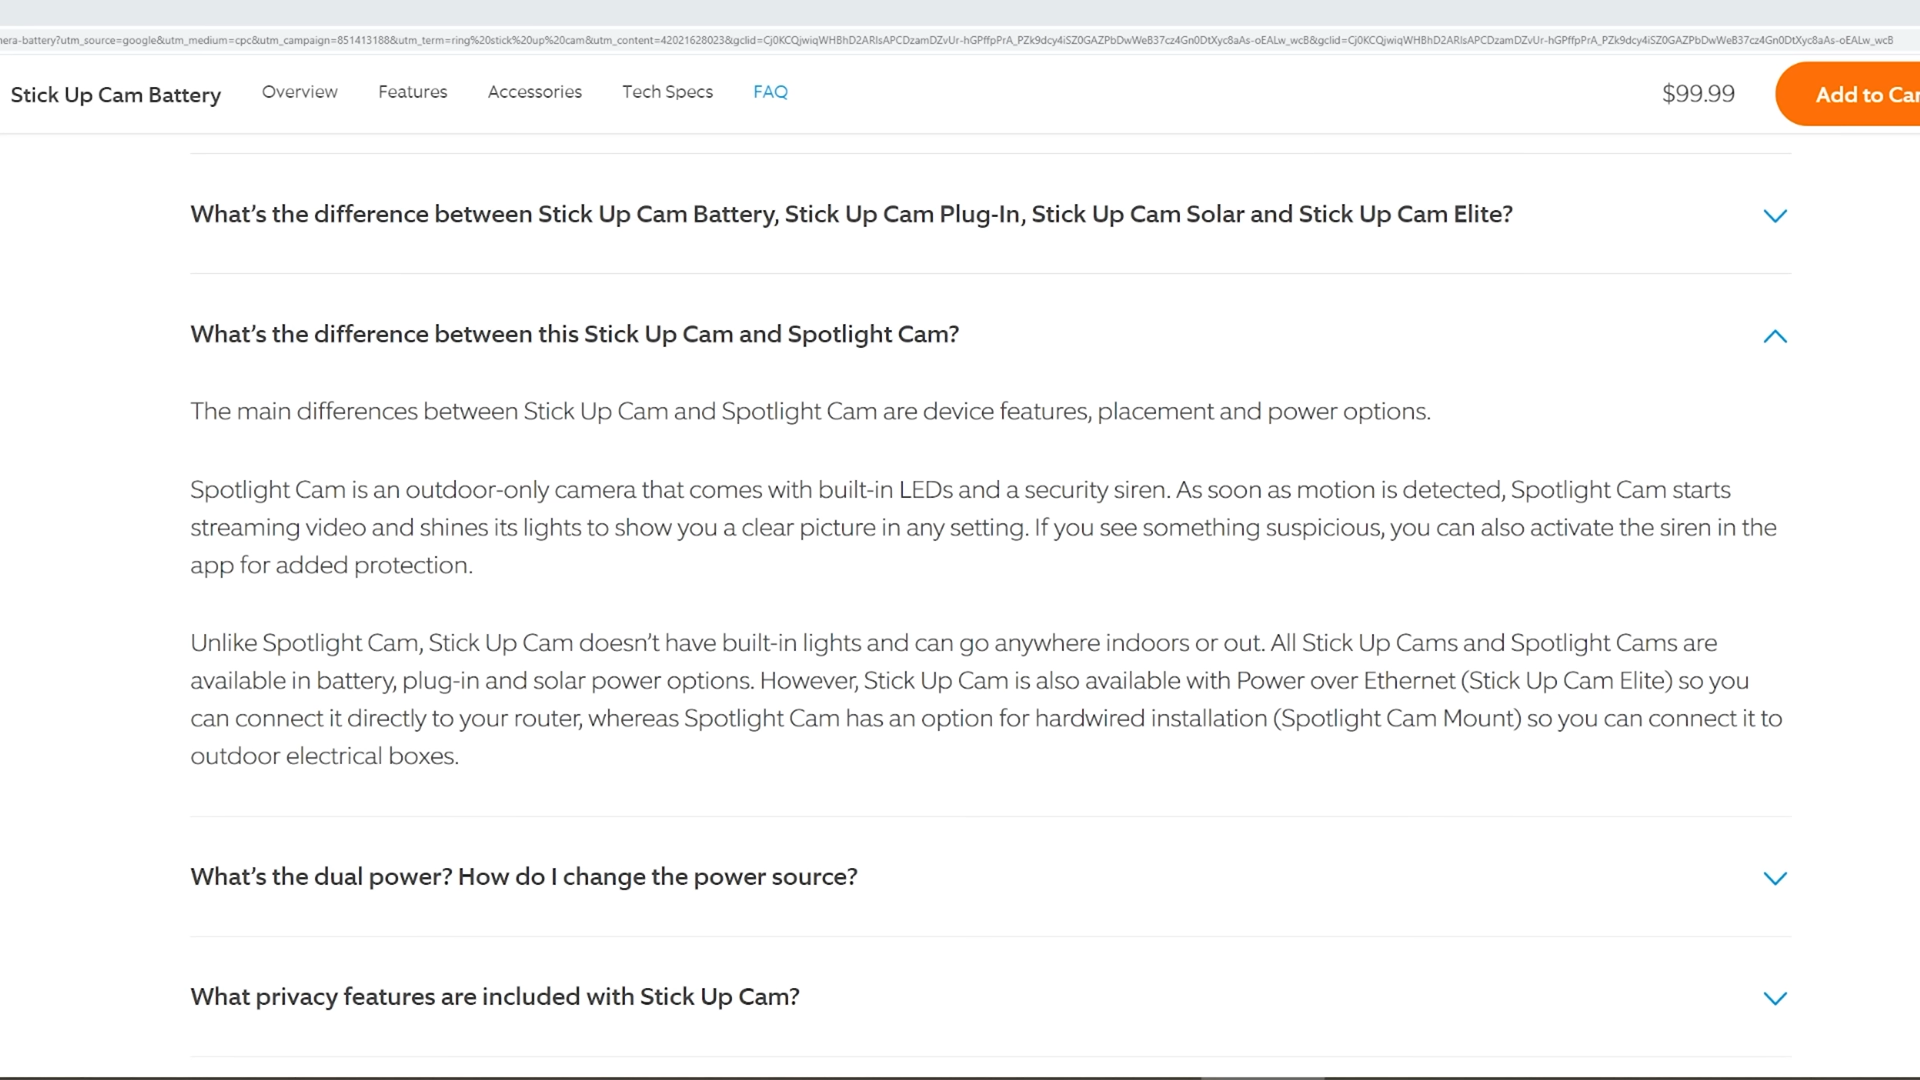 Stick Up Cam Battery Overview Features Accessories Tech Specs FAQ $99.99 Add to Car
What's the difference between Stick Up Cam Battery, Stick Up Cam Plug-In, Stick Up Cam Solar and Stick Up Cam Elite?
What's the difference between this Stick Up Cam and Spotlight Cam?
The main differences between Stick Up Cam and Spotlight Cam are device features, placement and power options.
Spotlight Cam is an outdoor-only camera that comes with built-in LEDs and a security siren. As soon as motion is detected, Spotlight Cam starts
streaming video and shines its lights to show you a clear picture in any setting. If you see something suspicious, you can also activate the siren in the
app for added protection.
Unlike Spotlight Cam, Stick Up Cam doesn't have built-in lights and can go anywhere indoors or out. All Stick Up Cams and Spotlight Cams are
available in battery, plug-in and solar power options. However, Stick Up Cam is also available with Power over Ethernet (Stick Up Cam Elite) so you
can connect it directly to your router, whereas Spotlight Cam has an option for hardwired installation (Spotlight Cam Mount) so you can connect it to
outdoor electrical boxes.
What's the dual power? How do I change the power source?
What privacy features are included with Stick Up Cam?